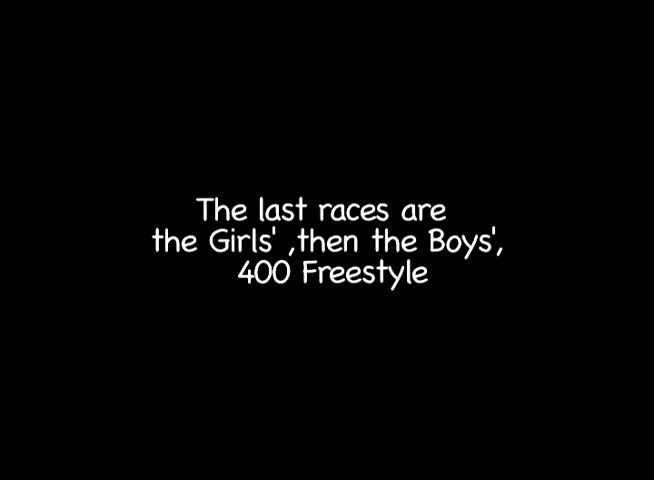 The last races are
the Girls' ,then the Boys',
400 Freestyle